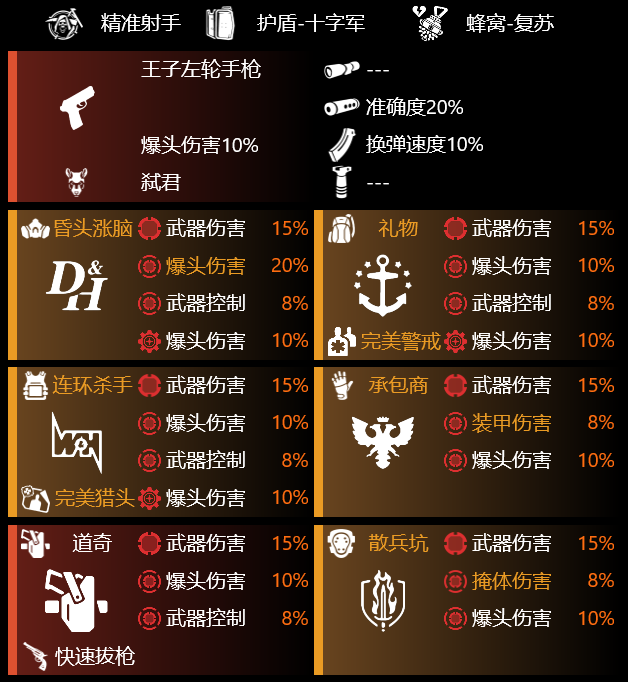 精准射手 护盾-十字军 蜂窝-复苏
王子左轮手枪 ---
准确度20%
爆头伤害10% 换弹速度10%
弑君 ---
昏头涨脑 武器伤害 15%
爆头伤害 20%
D&H 武器控制 8%
爆头伤害 10%
礼物 武器伤害 15%
爆头伤害 10%
武器控制 8%
完美警戒 爆头伤害 10%
连环杀手 武器伤害 15%
爆头伤害 10%
武器控制 8%
完美猎头 爆头伤害 10%
承包商 武器伤害 15%
装甲伤害 8%
爆头伤害 10%
道奇 武器伤害 15%
爆头伤害 10%
武器控制 8%
快速拔枪
散兵坑 武器伤害 15%
掩体伤害 8%
爆头伤害 10%